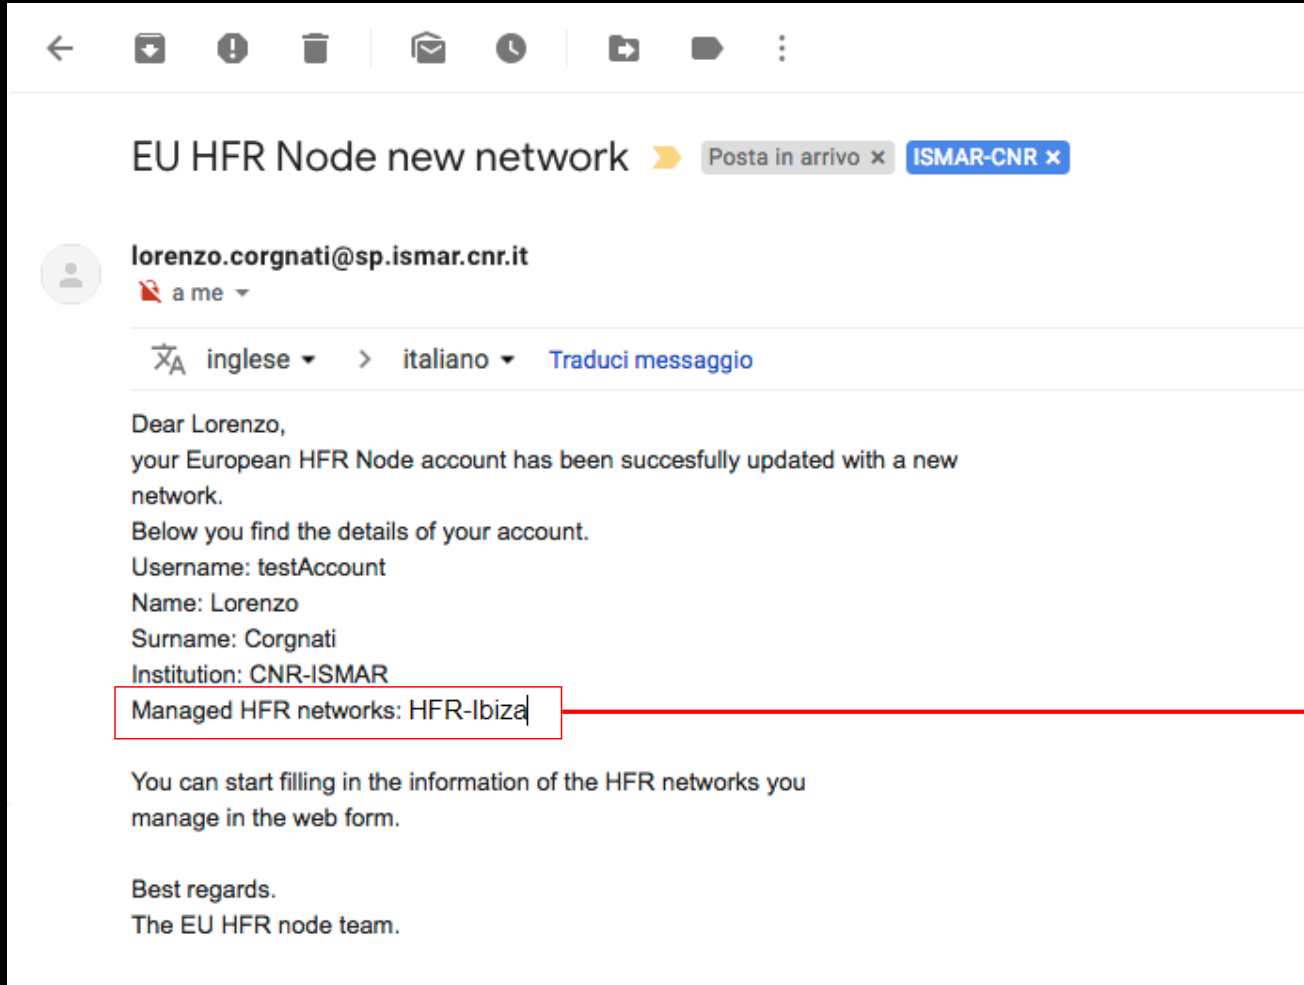 EU HFR Node new network Posta in arrivo × ISMAR-CNR ×
lorenzo.corgnati@sp.ismar.cnr.it
a me
inglese > italiano Traduci messaggio
Dear Lorenzo,
your European HFR Node account has been succesfully updated with a new
network.
Below you find the details of your account.
Username: testAccount
Name: Lorenzo
Surname: Corgnati
Institution: CNR-ISMAR
Managed HFR networks: HFR-Ibiza
You can start filling in the information of the HFR networks you
manage in the web form.
Best regards.
The EU HFR node team.